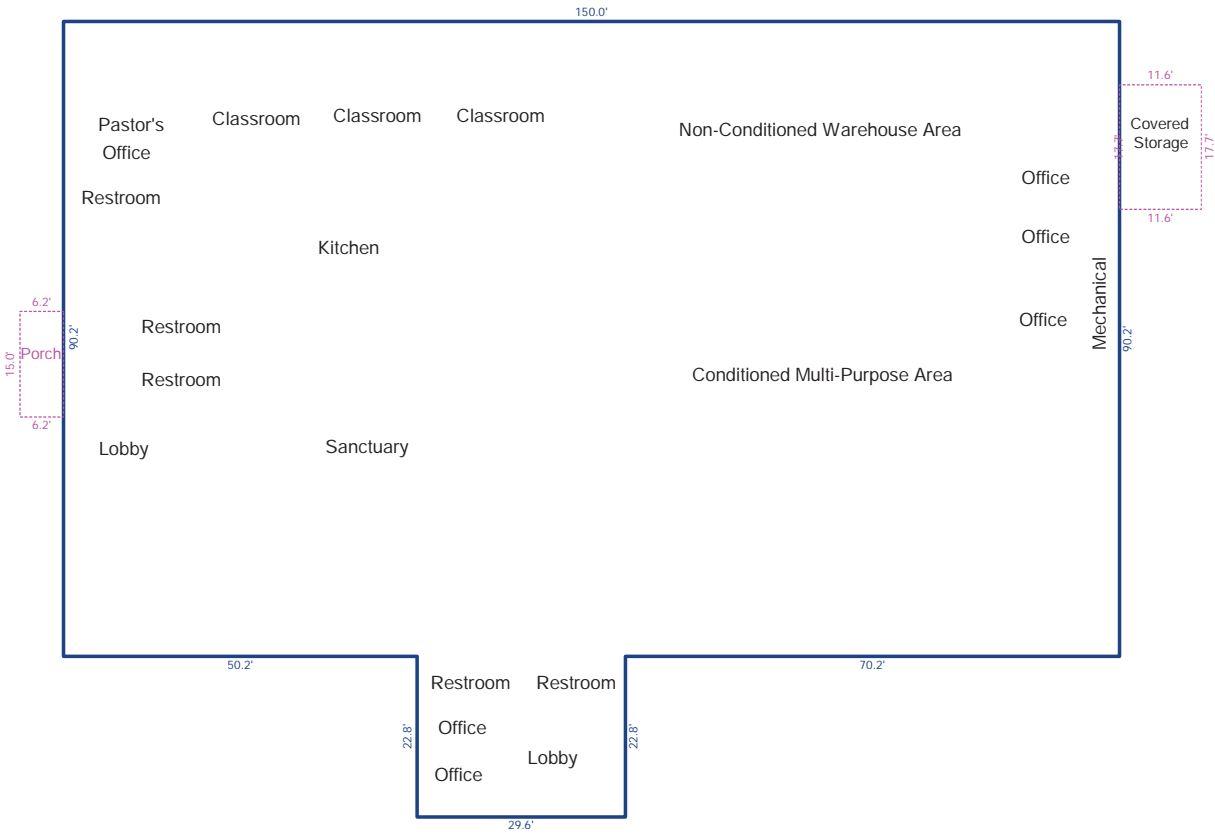 150.0'
11.6'
Pastor's
Office
Classroom
Classroom
Classroom
Non-Conditioned Warehouse Area
Covered
Storage
17.7'
17.7'
Office
Restroom
11.6'
Office
Kitchen
Mechanical
6.2'
Restroom
Office
90.2'
90.2'
Porch
15.0'
Restroom
Conditioned Multi-Purpose Area
6.2'
Lobby
Sanctuary
50.2'
70.2'
Restroom
Restroom
Office
22.8'
22.8'
Lobby
Office
29.6'